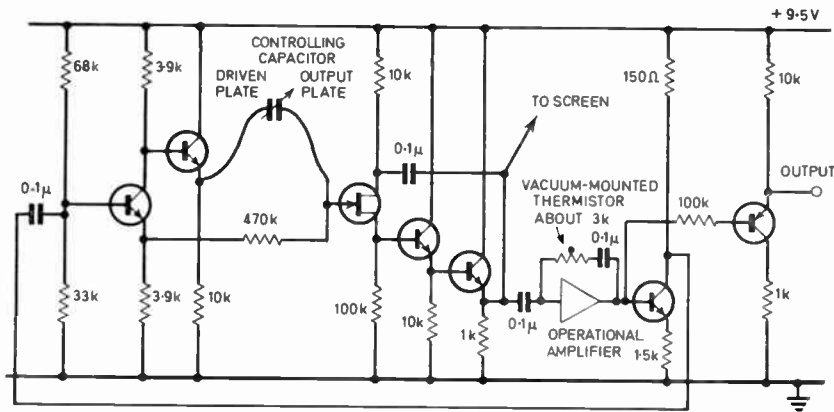 + 9·5V
68k
3·9k
CONTROLLING
CAPACITOR
DRIVEN
PLATE
OUTPUT
PLATE
10k
150Ω
10k
TO SCREEN
0·1μ
OUTPUT
0·1μ
VACUUM-MOUNTED
THERMISTOR
ABOUT 3k
100k
470k
0·1μ
33k
3·9k
10k
100k
10k
1k
0·1μ
OPERATIONAL
AMPLIFIER
1·5k
1k